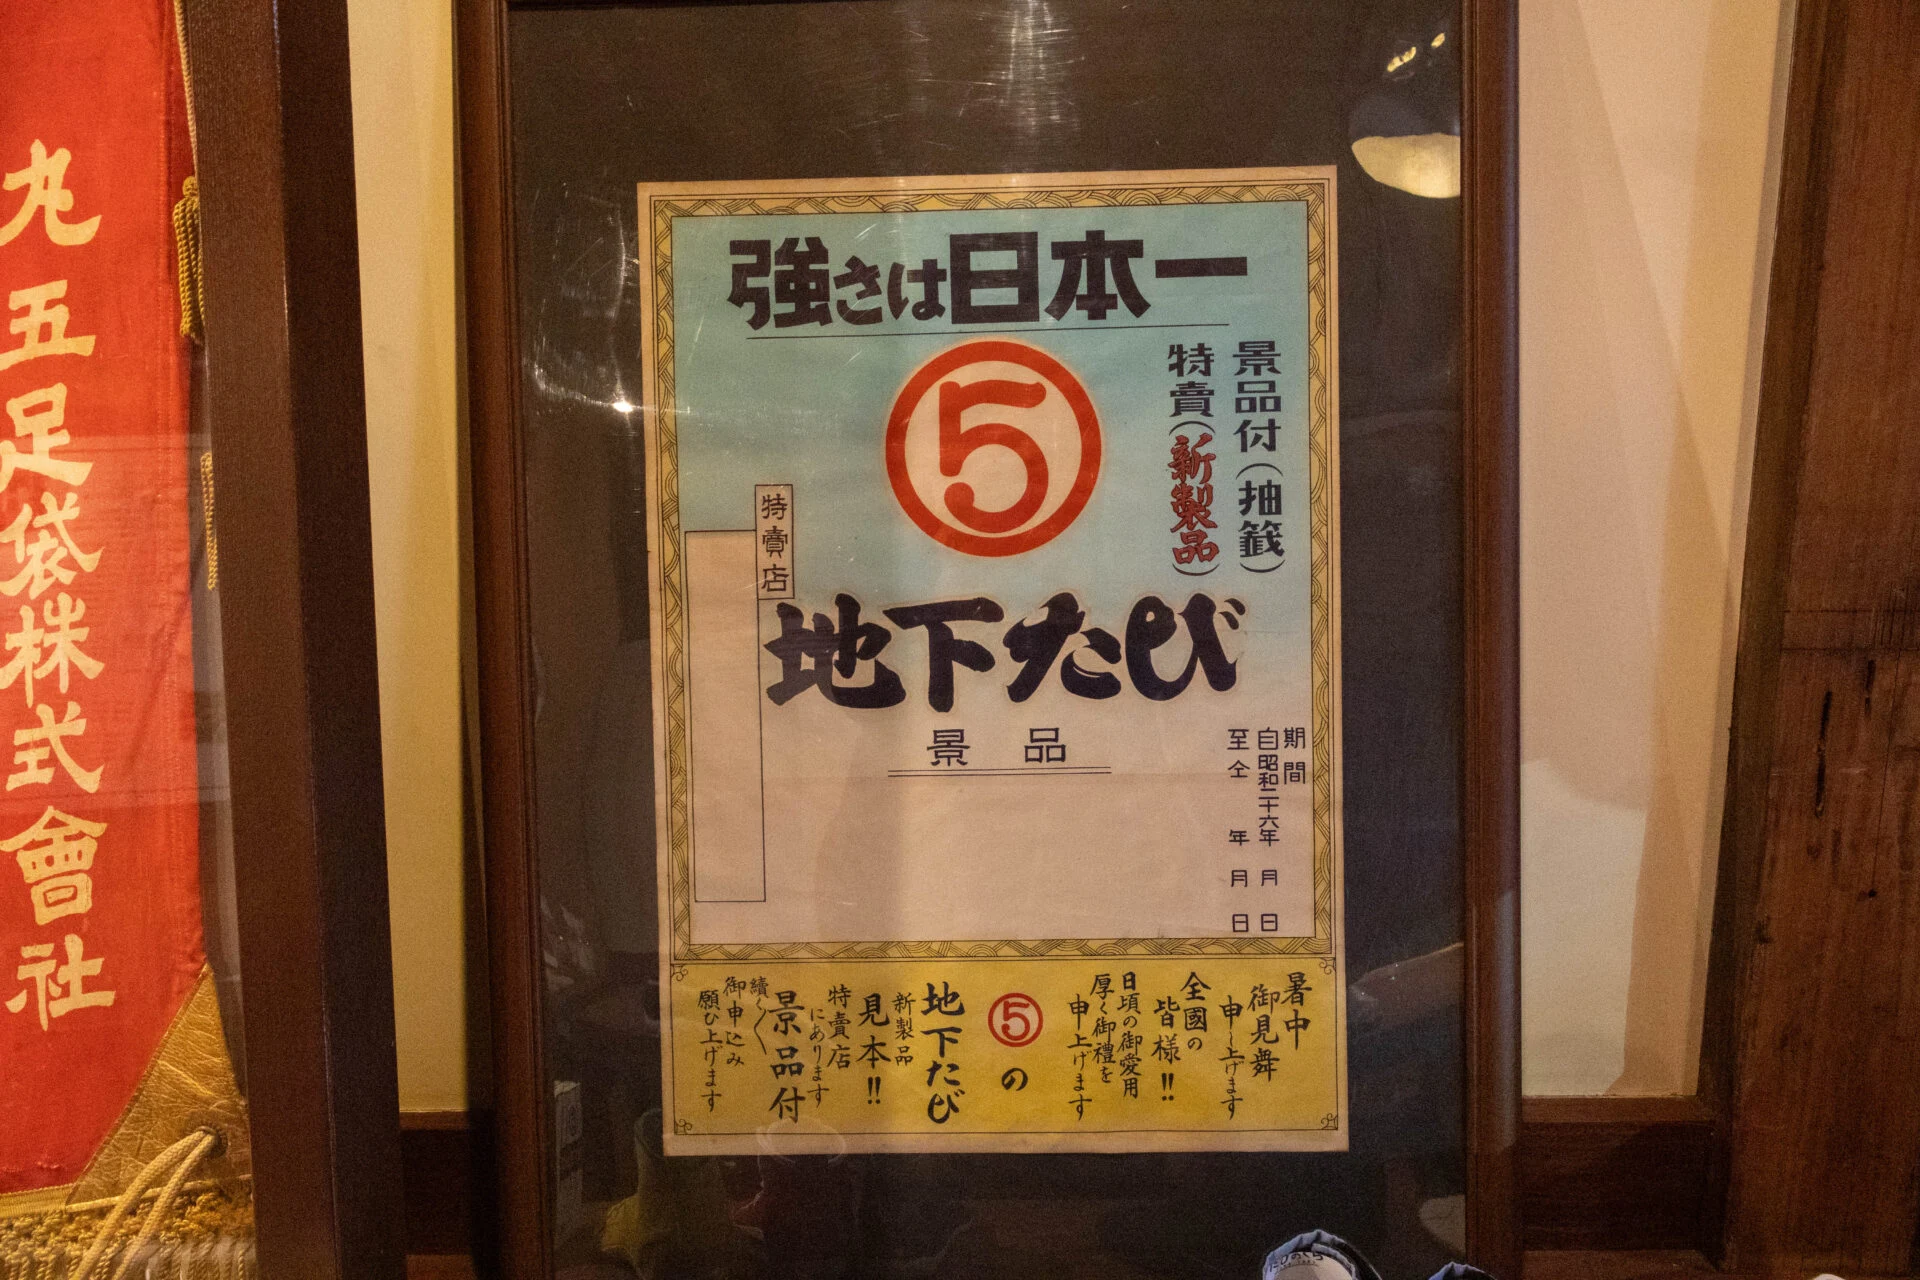 丸五足袋株式會社
強さは日本一
景品付(抽籤)
特賣(新製品)
5
特賣店
地下たび
景品
期間
自昭和二十六年 月 日
至仝 年 月 日
暑中
御見舞
申し上げます
全國の
皆様!!
日頃の御愛用
厚く御禮を
申上げます
5の
地下たび
新製品
見本!!
特賣店
にあります
景品付
續々
御申込み
願ひ上げます